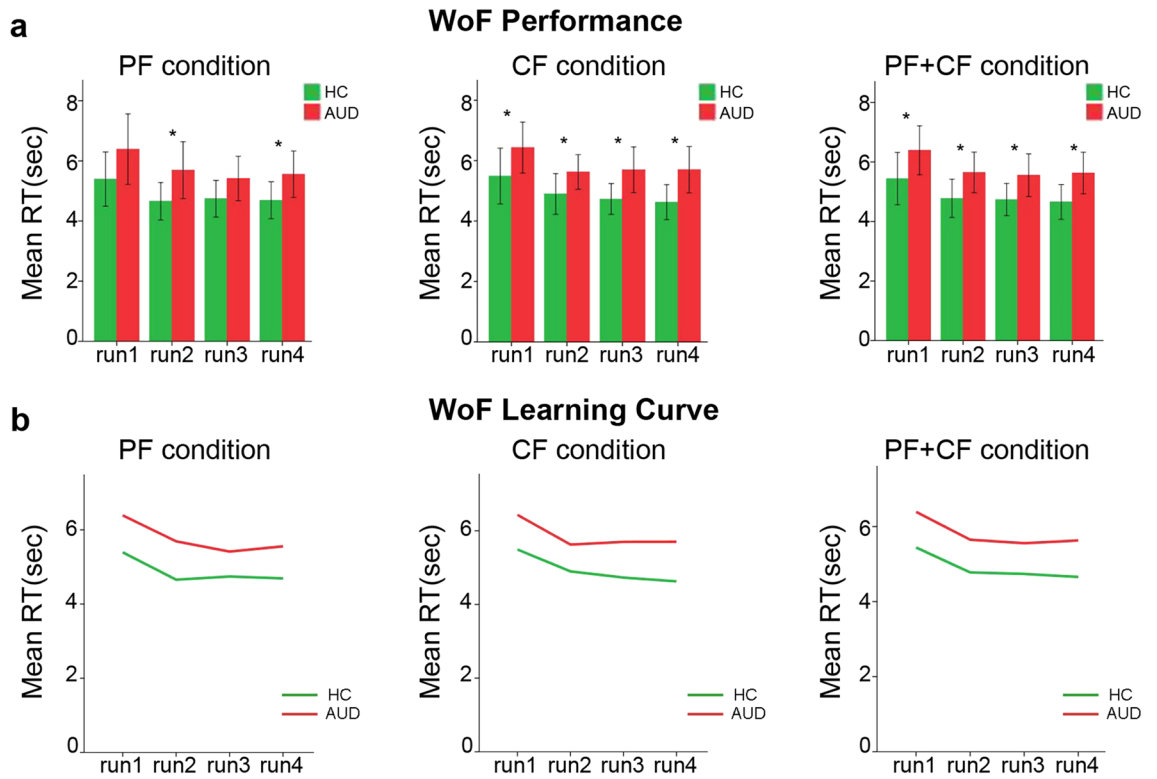 a
WoF Performance
PF condition
CF condition
PF+CF condition
HC
AUD
HC
AUD
HC
AUD
Mean RT(sec)
8
6
4
2
0
*
*
run1 run2 run3 run4
Mean RT(sec)
8
6
4
2
0
*
*
*
*
run1 run2 run3 run4
Mean RT(sec)
8
6
4
2
0
*
*
*
*
run1 run2 run3 run4
b
WoF Learning Curve
PF condition
CF condition
PF+CF condition
Mean RT(sec)
6
4
2
0
HC
AUD
run1 run2 run3 run4
Mean RT(sec)
6
4
2
0
HC
AUD
run1 run2 run3 run4
Mean RT(sec)
6
4
2
0
HC
AUD
run1 run2 run3 run4